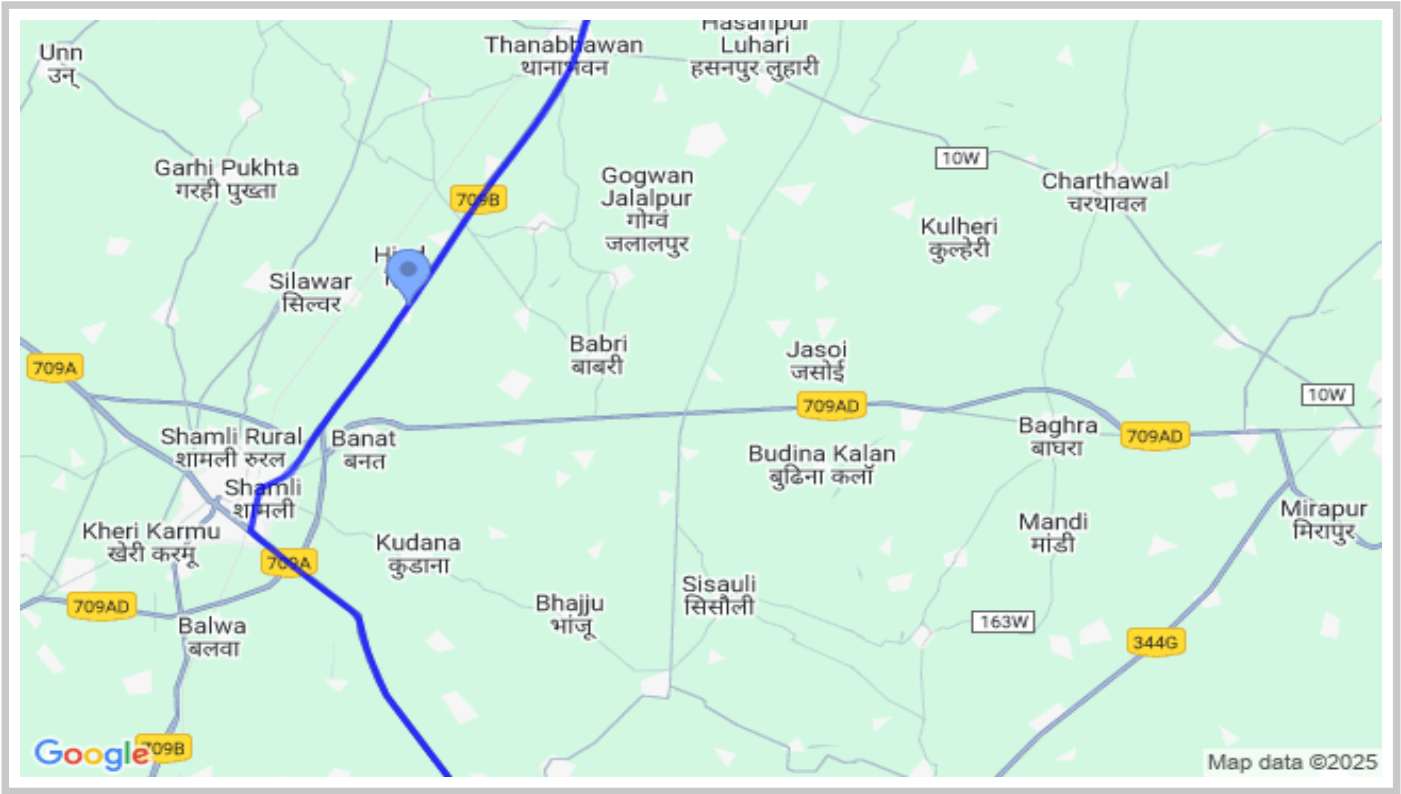 Hasanpur
Luhari
हसनपुर लुहारी
Thanabhawan
थानाभवन
Unn
उन्
10W
Garhi Pukhta
गरही पुख्ता
Gogwan
Jalalpur
गोग्वं
जलालपुर
Charthawal
चरथावल
709B
Kulheri
कुल्हेरी
Silawar
सिल्वर
Babri
बाबरी
Jasoi
जसोई
709A
709AD
10W
Shamli Rural
शामली रुरल
Banat
बनत
Baghra
बाघरा
709AD
Budina Kalan
बुढिना कलॉ
Shamli
शामली
Kheri Karmu
खेरी करमू
Kudana
कुडाना
Mandi
मांडी
Mirapur
मिरापुर
709A
Sisauli
सिसौली
709AD
Bhajju
भांजू
163W
Balwa
बलवा
344G
Google
709B
Map data ©2025